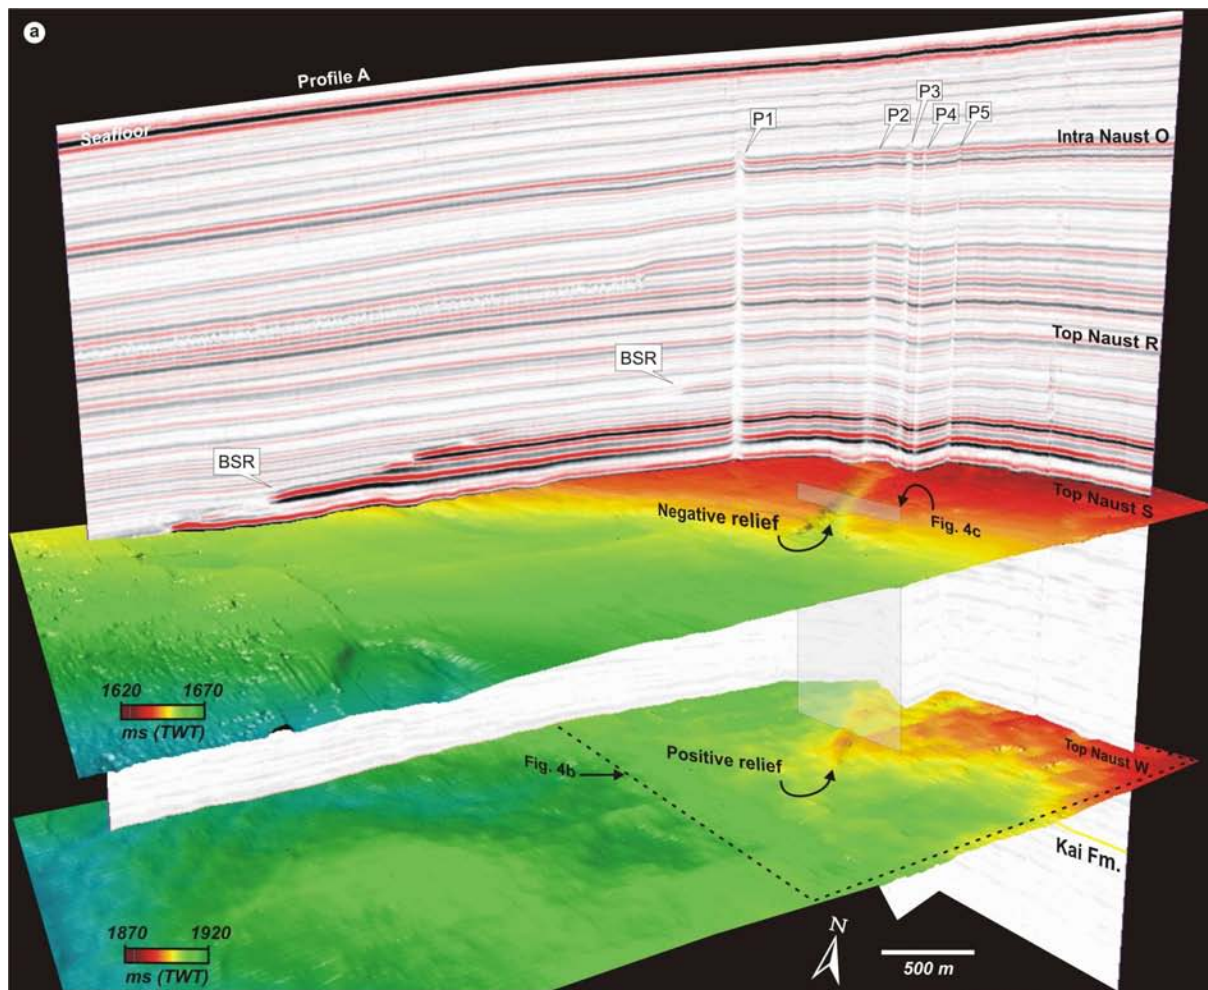 a
Profile A
Seafloor
P1
P2
P3
P4
P5
Intra Naust O
Top Naust R
BSR
BSR
Top Naust S
Negative relief
Fig. 4c
1620 1670
ms (TWT)
Fig. 4b
Positive relief
Top Naust W
Kai Fm.
1870 1920
ms (TWT)
N
500 m